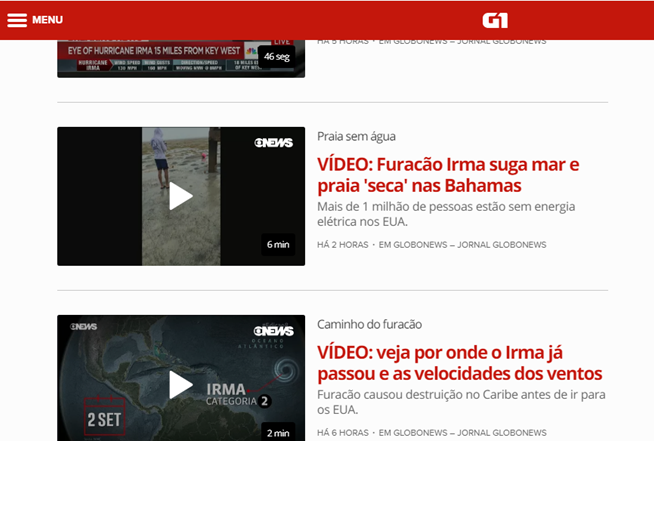 MENU
G1
LIVE
EYE OF HURRICANE IRMA 15 MILES FROM KEY WEST
HURRICANE IRMA
46 seg
HÁ 5 HORAS • EM GLOBONEWS – JORNAL GLOBONEWS
NEWS
6 min
Praia sem água
VÍDEO: Furacão Irma suga mar e
praia 'seca' nas Bahamas
Mais de 1 milhão de pessoas estão sem energia
elétrica nos EUA.
HÁ 2 HORAS • EM GLOBONEWS – JORNAL GLOBONEWS
NEWS
NEWS
OCEANO
ATLÂNTICO
IRMA
CATEGORIA 2
2 SET
2 min
Caminho do furacão
VÍDEO: veja por onde o Irma já
passou e as velocidades dos ventos
Furacão causou destruição no Caribe antes de ir para
os EUA.
HÁ 6 HORAS • EM GLOBONEWS – JORNAL GLOBONEWS